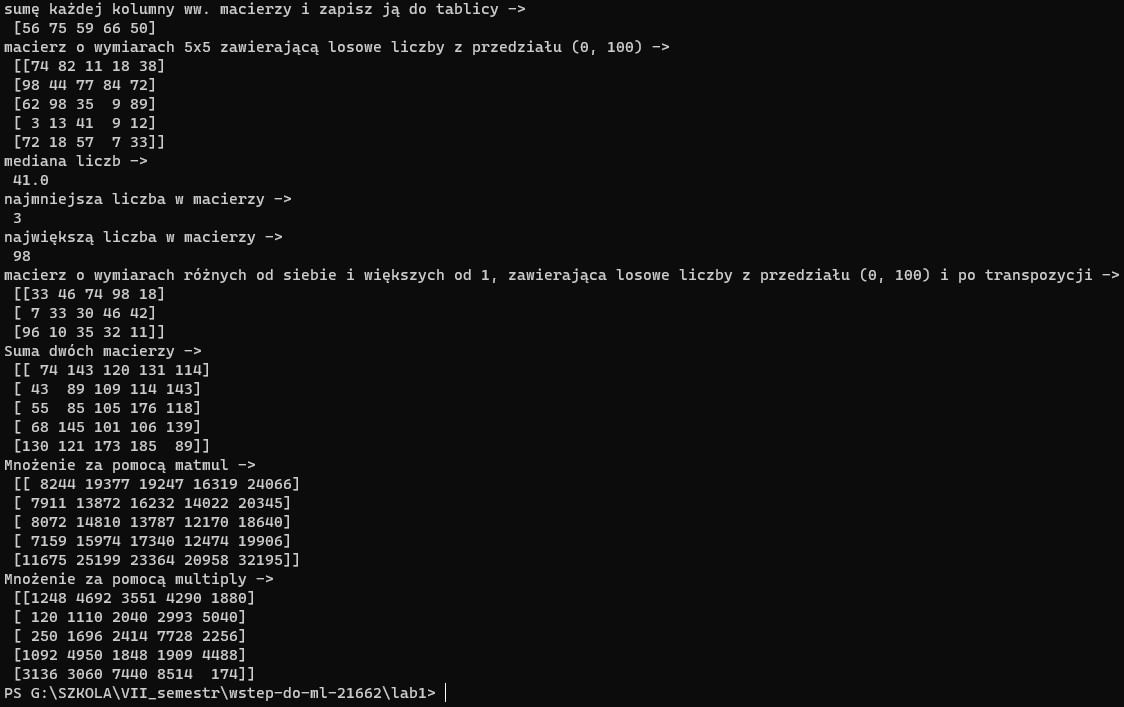 sumę każdej kolumny ww. macierzy i zapisz ją do tablicy ->
 [56 75 59 66 50]
macierz o wymiarach 5x5 zawierającą losowe liczby z przedziału (0, 100) ->
 [[74 82 11 18 38]
 [98 44 77 84 72]
 [62 98 35  9 89]
 [ 3 13 41  9 12]
 [72 18 57  7 33]]
mediana liczb ->
 41.0
najmniejsza liczba w macierzy ->
 3
największą liczba w macierzy ->
 98
macierz o wymiarach różnych od siebie i większych od 1, zawierająca losowe liczby z przedziału (0, 100) i po transpozycji ->
 [[33 46 74 98 18]
 [ 7 33 30 46 42]
 [96 10 35 32 11]]
Suma dwóch macierzy ->
 [[ 74 143 120 131 114]
 [ 43  89 109 114 143]
 [ 55  85 105 176 118]
 [ 68 145 101 106 139]
 [130 121 173 185  89]]
Mnożenie za pomocą matmul ->
 [[ 8244 19377 19247 16319 24066]
 [ 7911 13872 16232 14022 20345]
 [ 8072 14810 13787 12170 18640]
 [ 7159 15974 17340 12474 19906]
 [11675 25199 23364 20958 32195]]
Mnożenie za pomocą multiply ->
 [[1248 4692 3551 4290 1880]
 [ 120 1110 2040 2993 5040]
 [ 250 1696 2414 7728 2256]
 [1092 4950 1848 1909 4488]
 [3136 3060 7440 8514  174]]
PS G:\SZKOLA\VII_semestr\wstep-do-ml-21662\lab1>